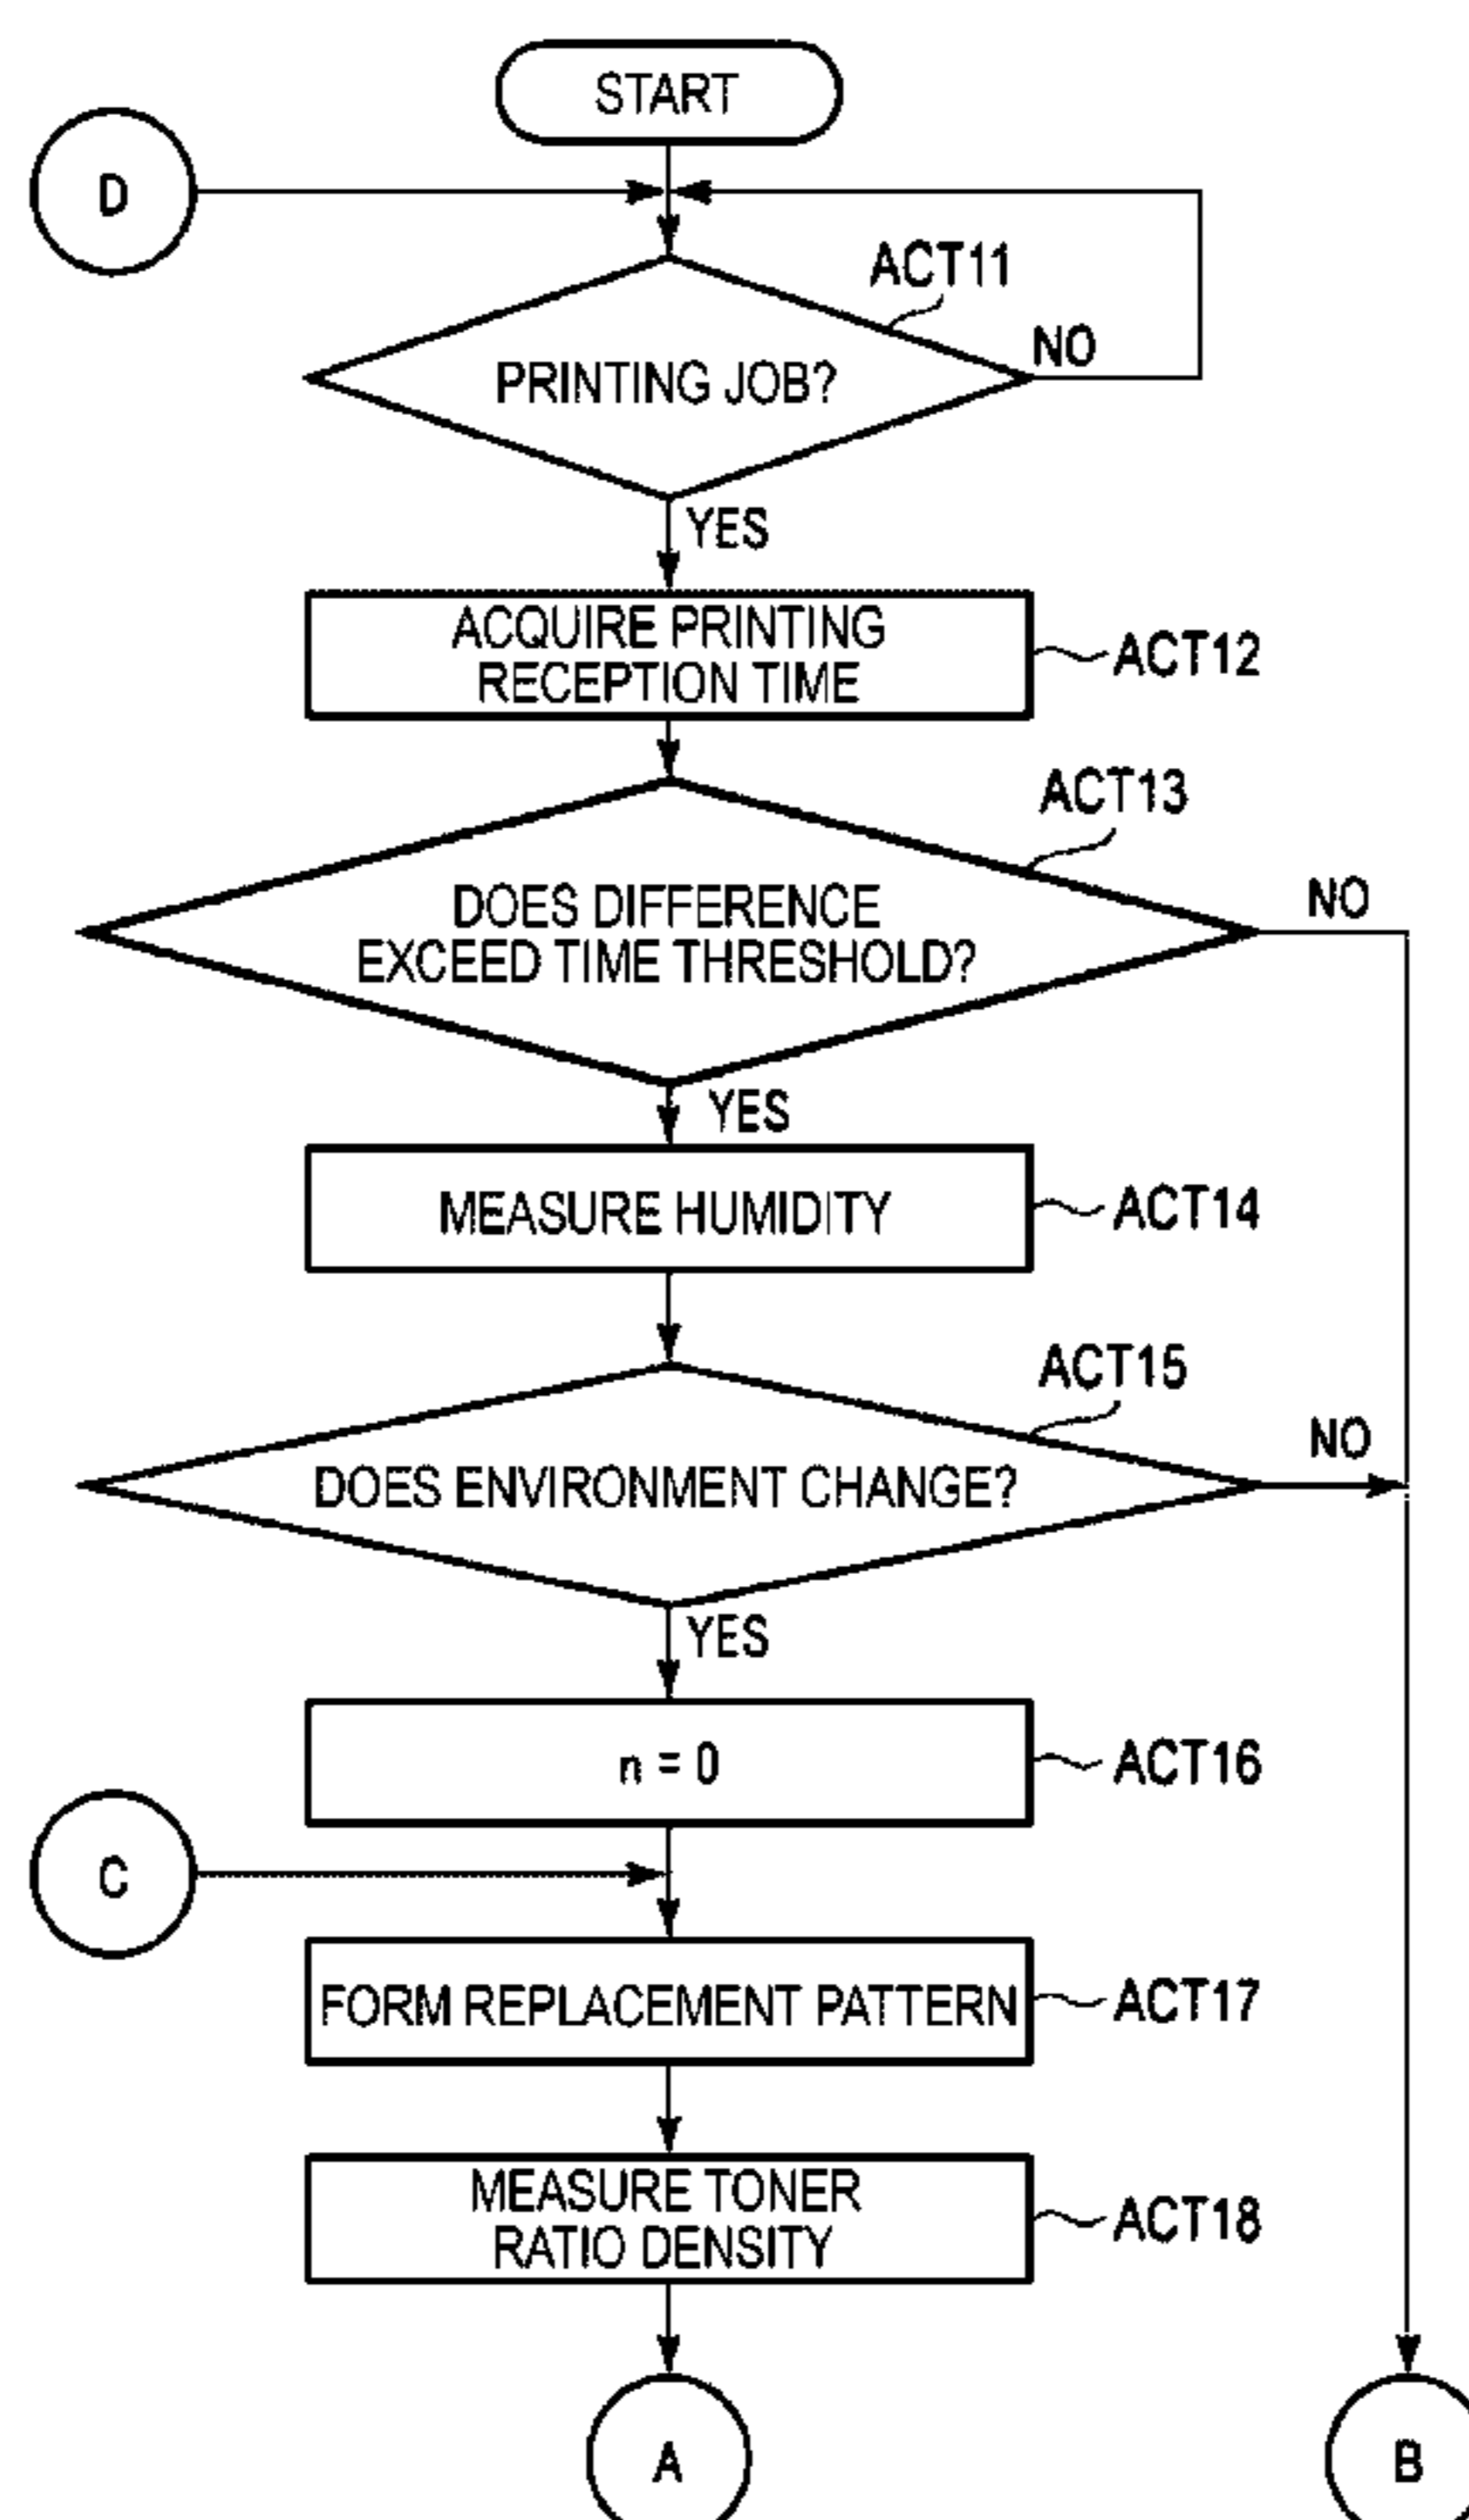 START
D
ACT11
NO
PRINTING JOB?
YES
ACQUIRE PRINTING
RECEPTION TIME
ACT12
ACT13
NO
DOES DIFFERENCE
EXCEED TIME THRESHOLD?
YES
MEASURE HUMIDITY
ACT14
ACT15
NO
DOES ENVIRONMENT CHANGE?
YES
n = 0
ACT16
C
FORM REPLACEMENT PATTERN
ACT17
MEASURE TONER
RATIO DENSITY
ACT18
A
B